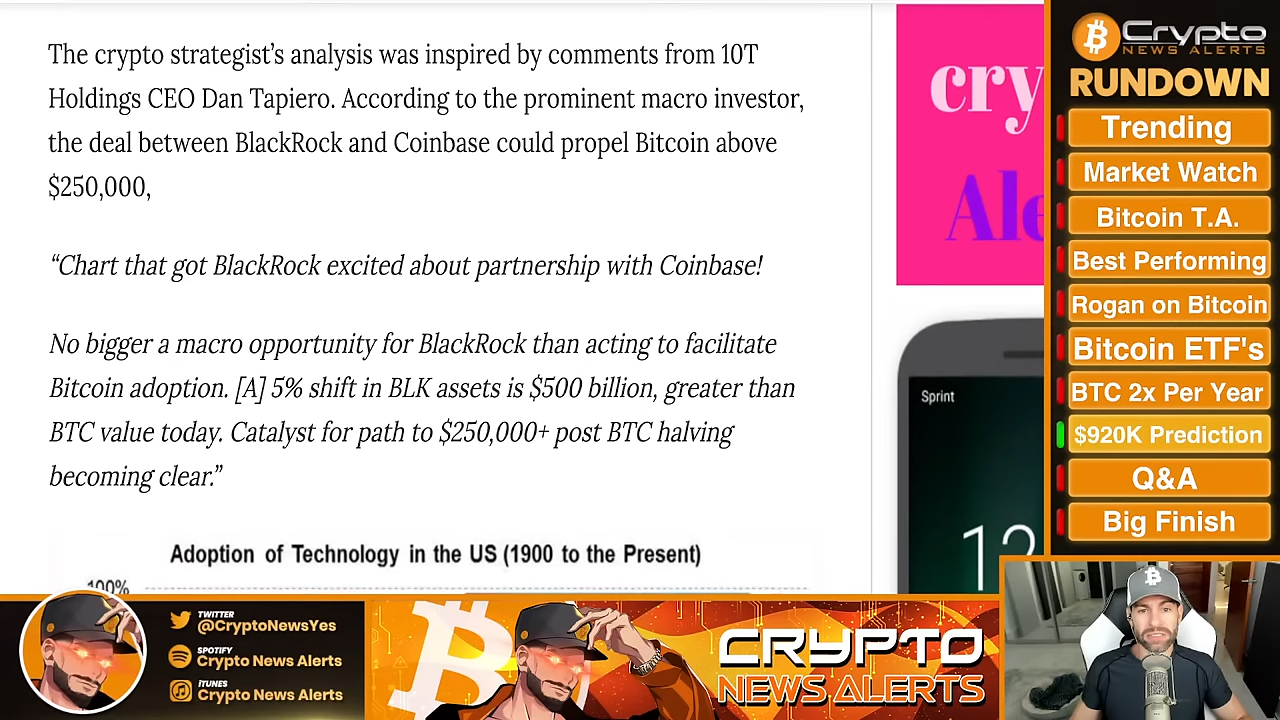 The crypto strategist’s analysis was inspired by comments from 10T
Holdings CEO Dan Tapiero. According to the prominent macro investor,
the deal between BlackRock and Coinbase could propel Bitcoin above
$250,000,
“Chart that got BlackRock excited about partnership with Coinbase!
No bigger a macro opportunity for BlackRock than acting to facilitate
Bitcoin adoption. [A] 5% shift in BLK assets is $500 billion, greater than
BTC value today. Catalyst for path to $250,000+ post BTC halving
becoming clear.”
Adoption of Technology in the US (1900 to the Present)
100%
cry
Ale
Sprint
12
Crypto
NEWS ALERTS
RUNDOWN
Trending
Market Watch
Bitcoin T.A.
Best Performing
Rogan on Bitcoin
Bitcoin ETF's
BTC 2x Per Year
$920K Prediction
Q&A
Big Finish
TWITTER
@CryptoNewsYes
SPOTIFY
Crypto News Alerts
iTUNES
Crypto News Alerts
CRYPTO
NEWS ALERTS